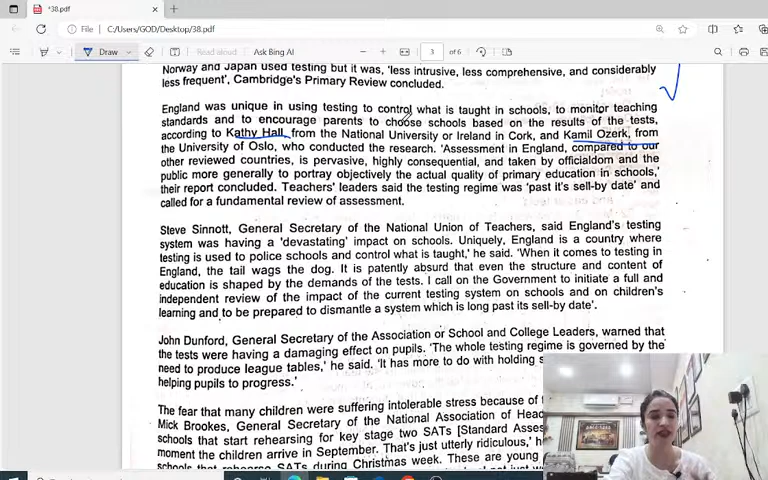 *38.pdf
File
C:/Users/GOD/Desktop/*38.pdf
Draw
Read aloud
Ask Bing AI
3
of 6
Norway and Japan used testing but it was, 'less intrusive, less comprehensive, and considerably
less frequent', Cambridge's Primary Review concluded.
England was unique in using testing to control what is taught in schools, to monitor teaching
standards and to encourage parents to choose schools based on the results of the tests,
according to Kathy Hall, from the National University or Ireland in Cork, and Kamil Ozerk, from
the University of Oslo, who conducted the research. 'Assessment in England, compared to our
other reviewed countries, is pervasive, highly consequential, and taken by officialdom and the
public more generally to portray objectively the actual quality of primary education in schools,'
their report concluded. Teachers' leaders said the testing regime was 'past it's sell-by date' and
called for a fundamental review of assessment.
Steve Sinnott, General Secretary of the National Union of Teachers, said England's testing
system was having a 'devastating' impact on schools. Uniquely, England is a country where
testing is used to police schools and control what is taught,' he said. 'When it comes to testing in
England, the tail wags the dog. It is patently absurd that even the structure and content of
education is shaped by the demands of the tests. I call on the Government to initiate a full and
independent review of the impact of the current testing system on schools and on children's
learning and to be prepared to dismantle a system which is long past its sell-by date'.
John Dunford, General Secretary of the Association or School and College Leaders, warned that
the tests were having a damaging effect on pupils. 'The whole testing regime is governed by the
need to produce league tables,' he said. 'It has more to do with holding s
helping pupils to progress.'
The fear that many children were suffering intolerable stress because of
Mick Brookes, General Secretary of the National Association of Head
schools that start rehearsing for key stage two SATs [Standard Asses
moment the children arrive in September. That's just utterly ridiculous,' h
schools that rehearse SATs during Christmas week. These are young